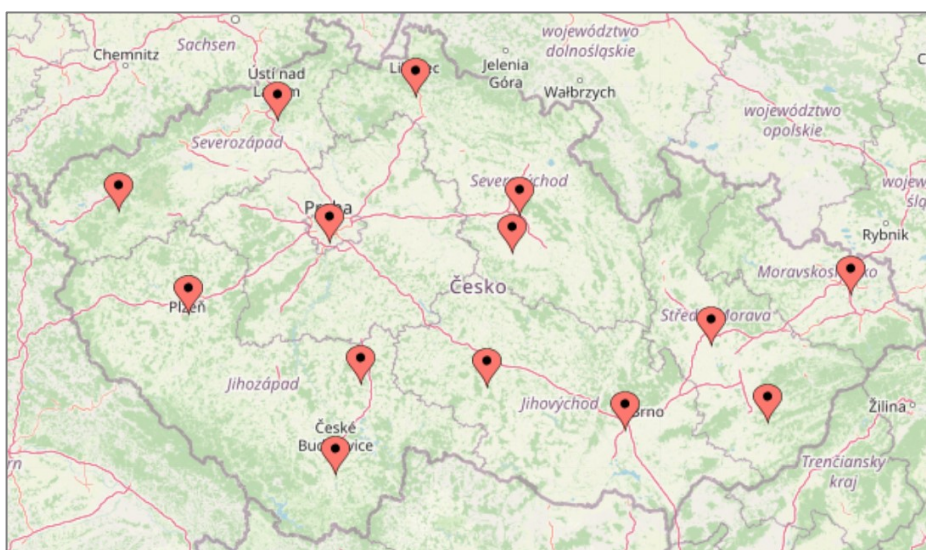 województwo
dolnośląskie
Sachsen
Chemnitz
Jelenia
Góra
Ústí nad
Wałbrzych
województwo
opolskie
Severozápad
Rybnik
Česko
Plzeň
Jihozápad
Jihovýchod
Brno
Žilina
České
Trenčiansky
kraj